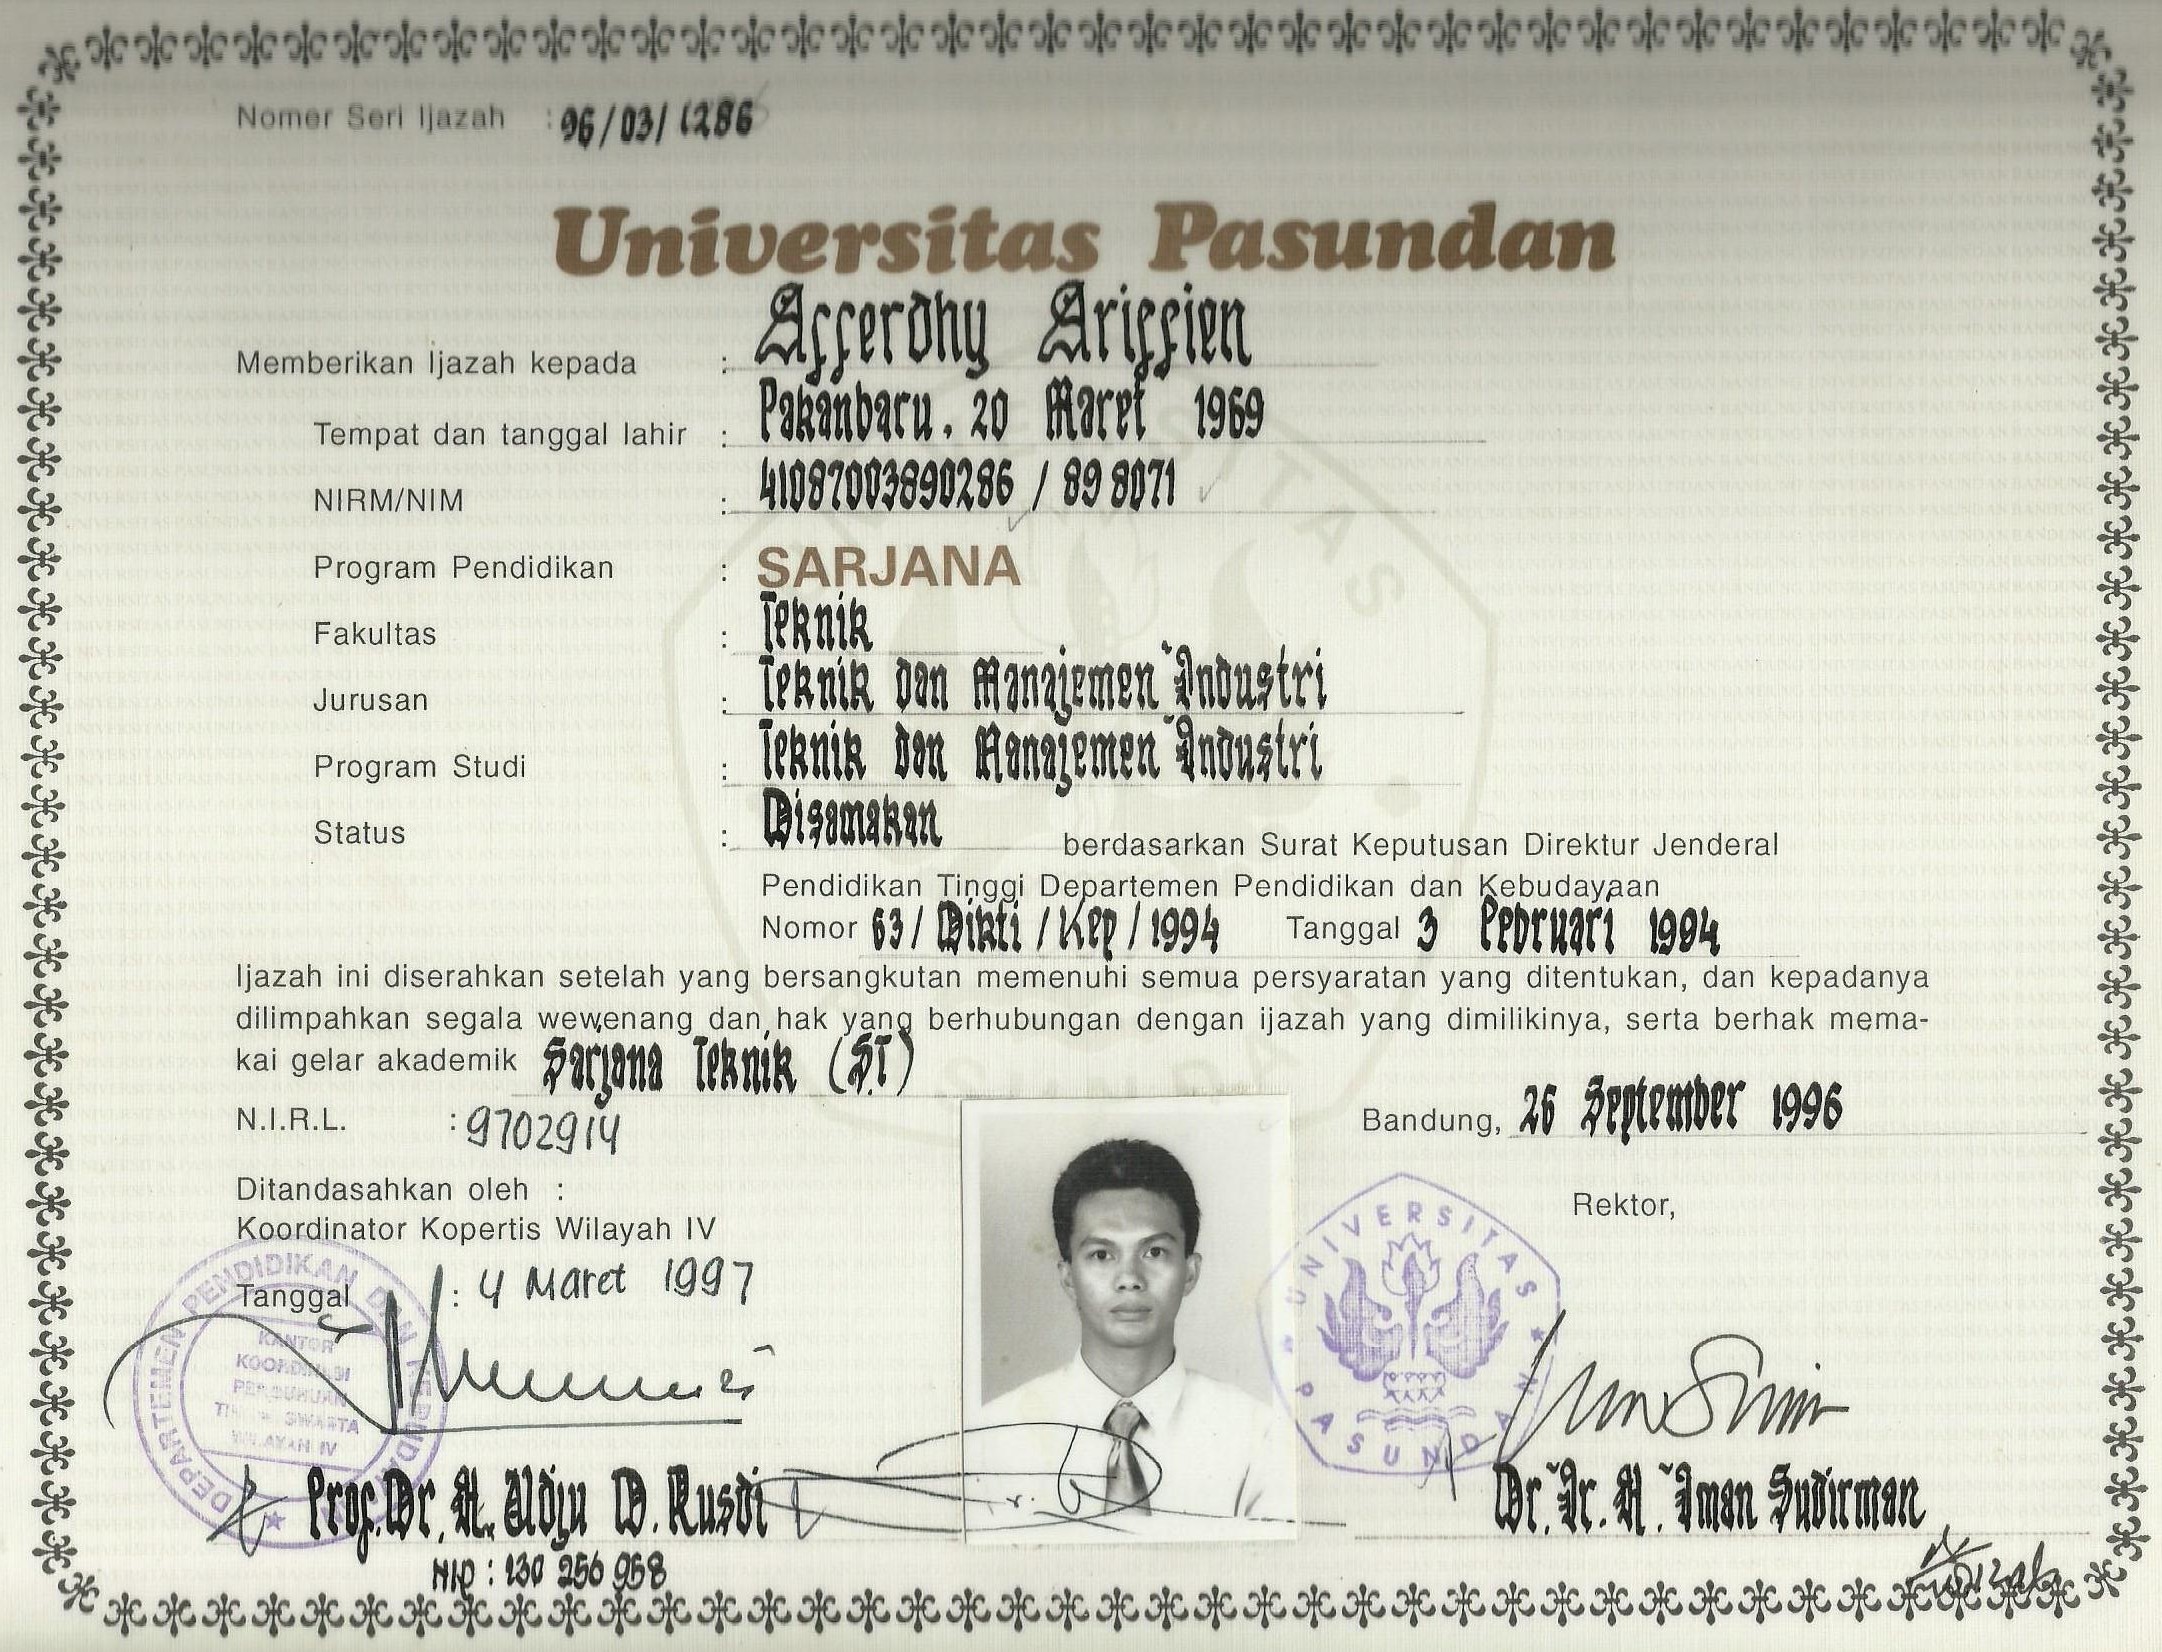 Nomer Seri Ijazah : 96/03/1286
Universitas Pasundan
Memberikan Ijazah kepada : Afferdhy Ariffien
Tempat dan tanggal lahir : Pakanbaru, 20 Maret 1969
NIRM/NIM : 41087003890286 / 89 8071
Program Pendidikan : SARJANA
Fakultas : Teknik
Jurusan : Teknik dan Manajemen Industri
Program Studi : Teknik dan Manajemen Industri
Status : Disamakan berdasarkan Surat Keputusan Direktur Jenderal
Pendidikan Tinggi Departemen Pendidikan dan Kebudayaan
Nomor 63/Dikti/Kep/1994 Tanggal 3 Februari 1994
Ijazah ini diserahkan setelah yang bersangkutan memenuhi semua persyaratan yang ditentukan, dan kepadanya
dilimpahkan segala wewenang dan hak yang berhubungan dengan ijazah yang dimilikinya, serta berhak mema-
kai gelar akademik Sarjana Teknik (ST)
N.I.R.L. : 9702914
Bandung, 26 September 1996
Ditandasahkan oleh :
Koordinator Kopertis Wilayah IV
Rektor,
Tanggal : 4 Maret 1997
DEPARTEMEN PENDIDIKAN DAN KEBUDAYAAN
KANTOR
KOORDINASI
PERGURUAN
TINGGI SWASTA
WILAYAH IV
UNIVERSITAS
PASUNDAN
Prof. Dr. H. Adju D. Rusdi
NIP : 130 256 968
Dr. Ir. H. Iman Sudirman